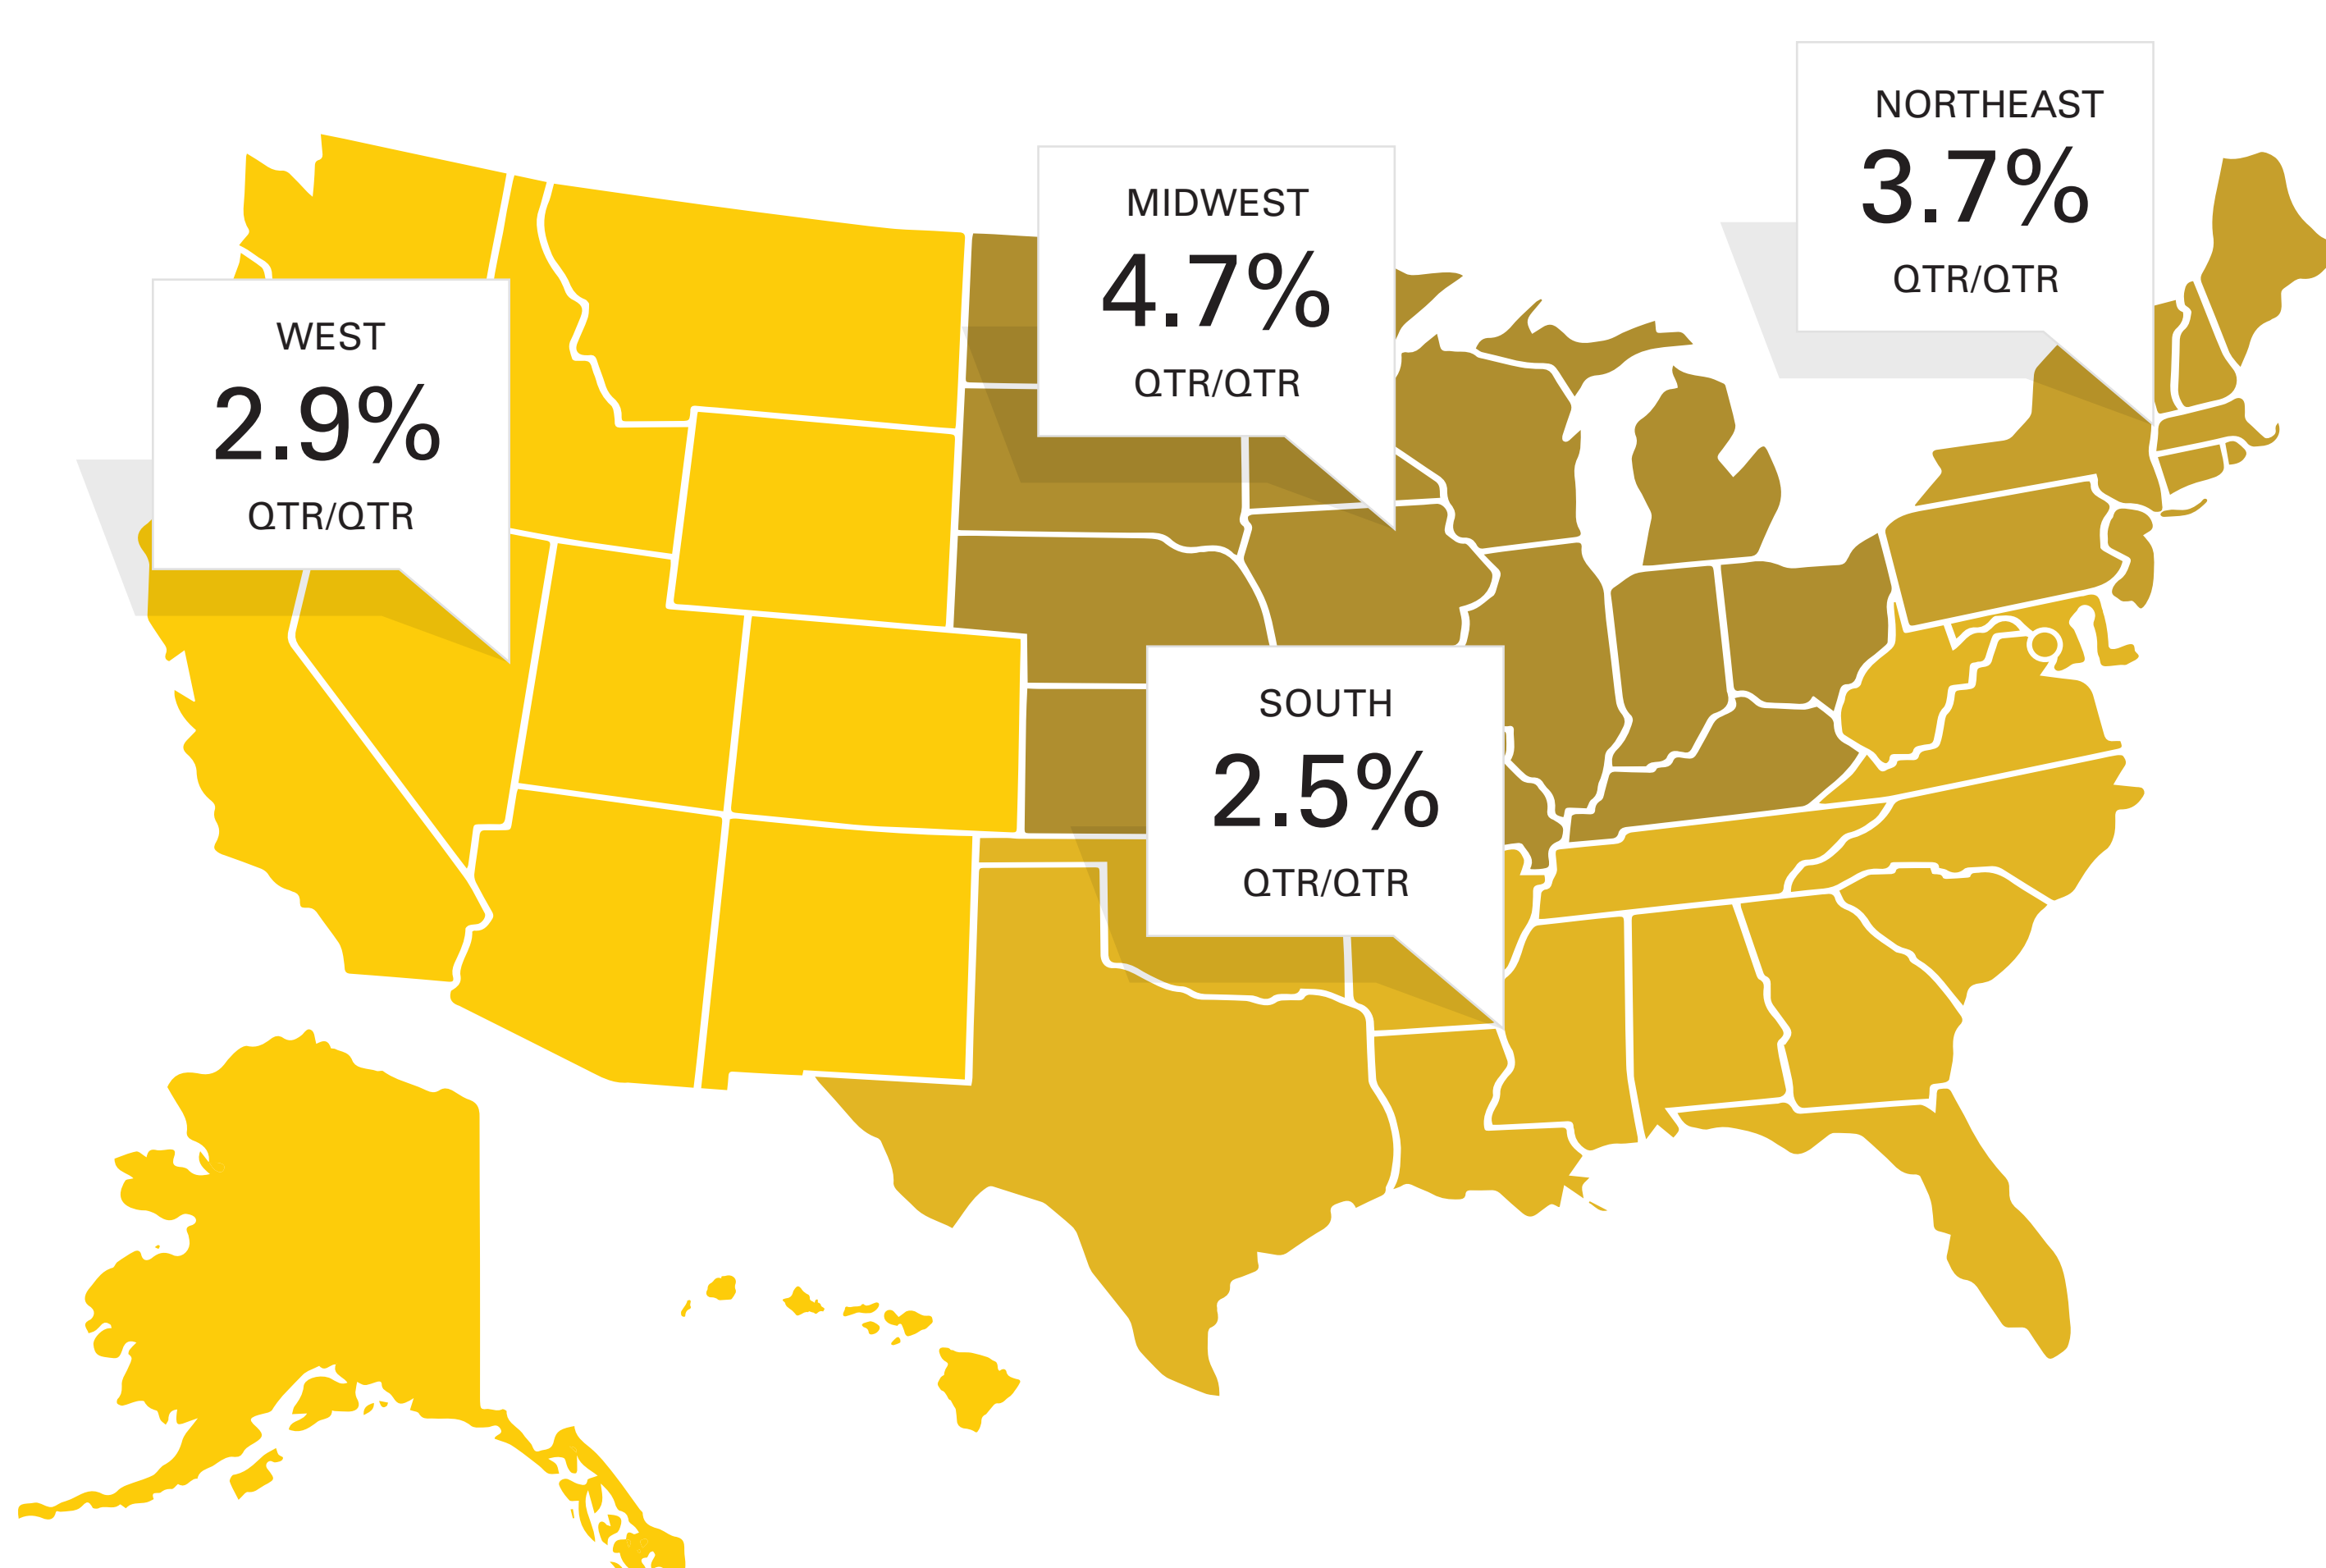 NORTHEAST
3.7%
QTR/QTR
MIDWEST
4.7%
QTR/QTR
WEST
2.9%
QTR/QTR
SOUTH
2.5%
QTR/QTR